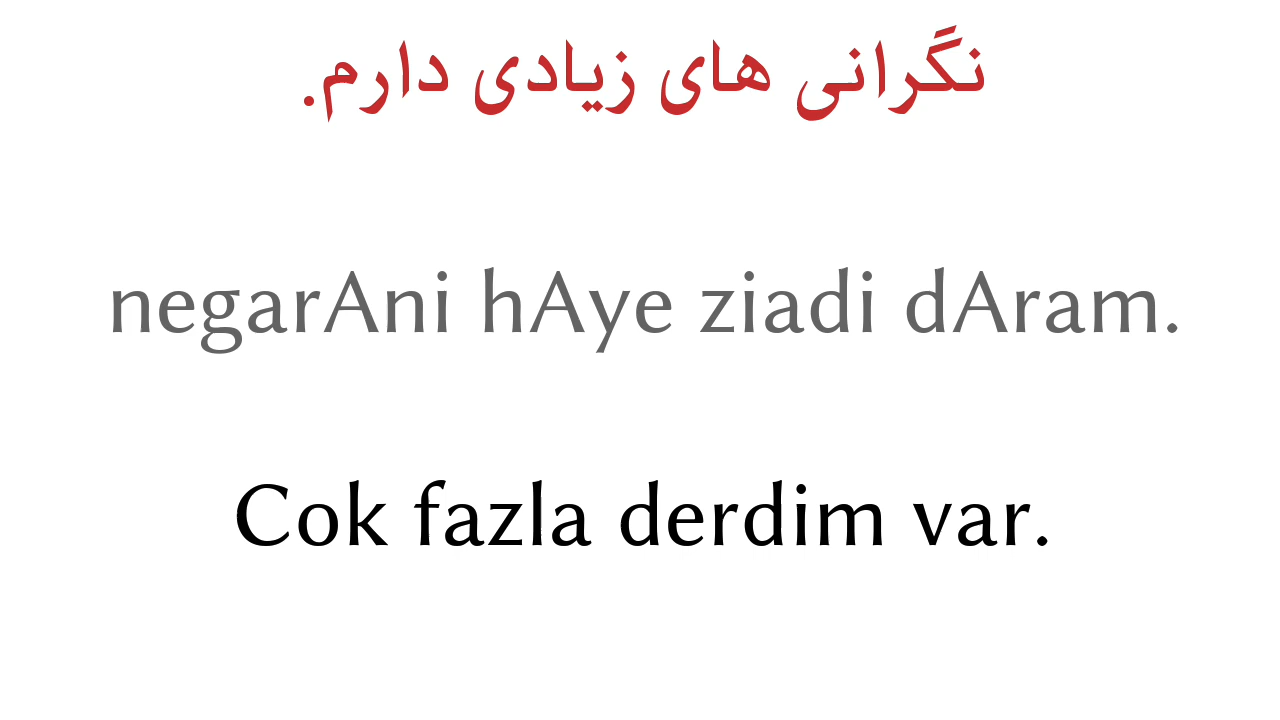 نگرانی های زیادی دارم.
negarAni hAye ziadi dAram.
Cok fazla derdim var.